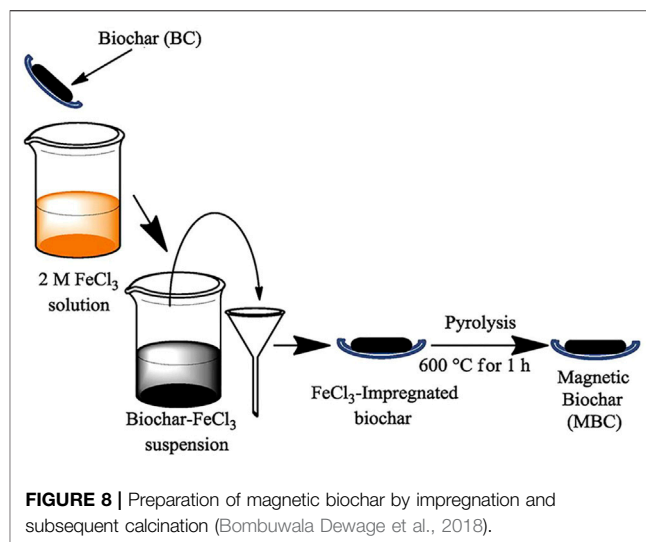 Biochar (BC)
2 M FeCl₃
solution
Biochar-FeCl₃
suspension
FeCl₃-Impregnated
biochar
Pyrolysis
600 °C for 1 h
Magnetic
Biochar
(MBC)
FIGURE 8 | Preparation of magnetic biochar by impregnation and
subsequent calcination (Bombuwala Dewage et al., 2018).